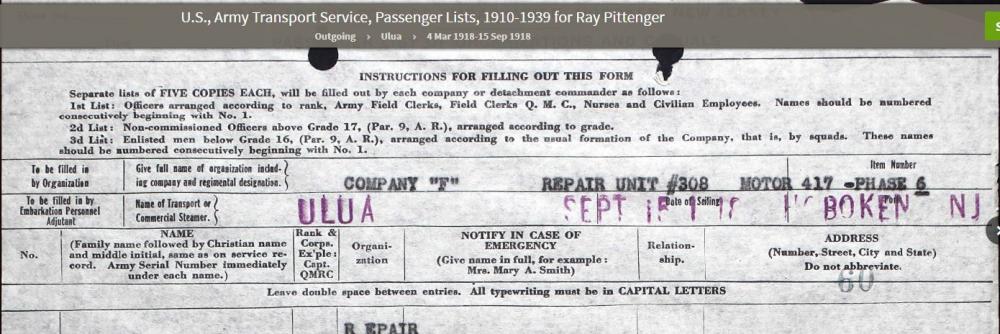 U.S., Army Transport Service, Passenger Lists, 1910-1939 for Ray Pittenger
Outgoing > Ulua > 4 Mar 1918-15 Sep 1918
INSTRUCTIONS FOR FILLING OUT THIS FORM
Separate lists of FIVE COPIES EACH, will be filled out by each company or detachment commander as follows:
1st List: Officers arranged according to rank, Army Field Clerks, Field Clerks Q. M. C., Nurses and Civilian Employees. Names should be numbered
consecutively beginning with No. 1.
2d List: Non-commissioned Officers above Grade 17, (Par. 9, A. R.), arranged according to grade.
3d List: Enlisted men below Grade 16, (Par. 9, A. R.), arranged according to the usual formation of the Company, that is, by squads. These names
should be numbered consecutively beginning with No. 1.
To be filled in
by Organization
Give full name of organization includ-
ing company and regimental designation.
Item Number
COMPANY "F" REPAIR UNIT #308 MOTOR 417 -PHASE 6
To be filled in by
Embarkation Personnel
Adjutant
Name of Transport or
Commercial Steamer.
ULUA
Date of Sailing
SEPT
BOKEN NJ
No.
NAME
(Family name followed by Christian name
and middle initial, same as on service re-
cord. Army Serial Number immediately
under each name.)
Rank &
Corps.
Ex'ple:
Capt.
QMRC
Organi-
zation
NOTIFY IN CASE OF
EMERGENCY
(Give name in full, for example:
Mrs. Mary A. Smith)
Relation-
ship.
ADDRESS
(Number, Street, City and State)
Do not abbreviate.
60
Leave double space between entries. All typewriting must be in CAPITAL LETTERS
R EPAIR